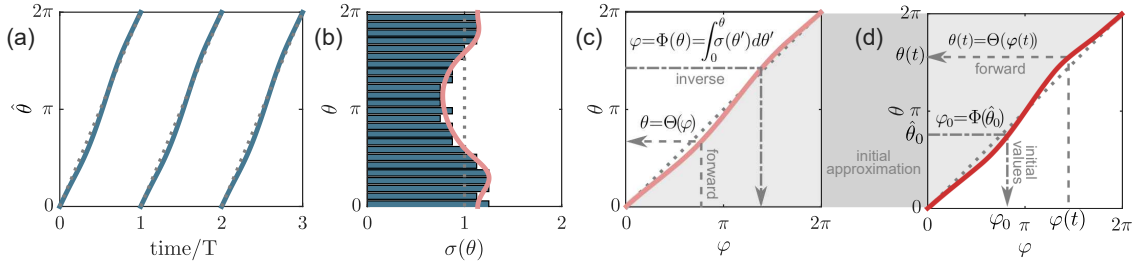 (a)
2π
π
0
θ̂
0
1
2
3
time/T
(b)
2π
π
0
0
1
2
σ(θ)
(c)
2π
π
0
θ
φ=Φ(θ)=∫₀^θ σ(θ′)dθ′
inverse
θ=Θ(φ)
forward
0
π
2π
φ
initial
approximation
(d)
2π
θ(t)
π
θ
θ̂₀
0
θ(t)=Θ(φ(t))
forward
φ₀=Φ(θ̂₀)
initial
values
0
φ₀
π
φ(t)
2π
φ